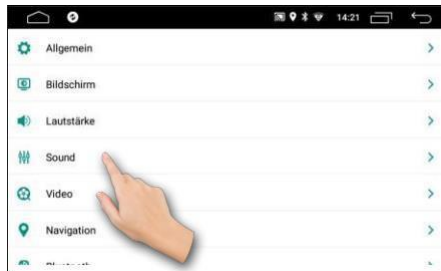 14:21
Allgemein
Bildschirm
Lautstärke
Sound
Video
Navigation